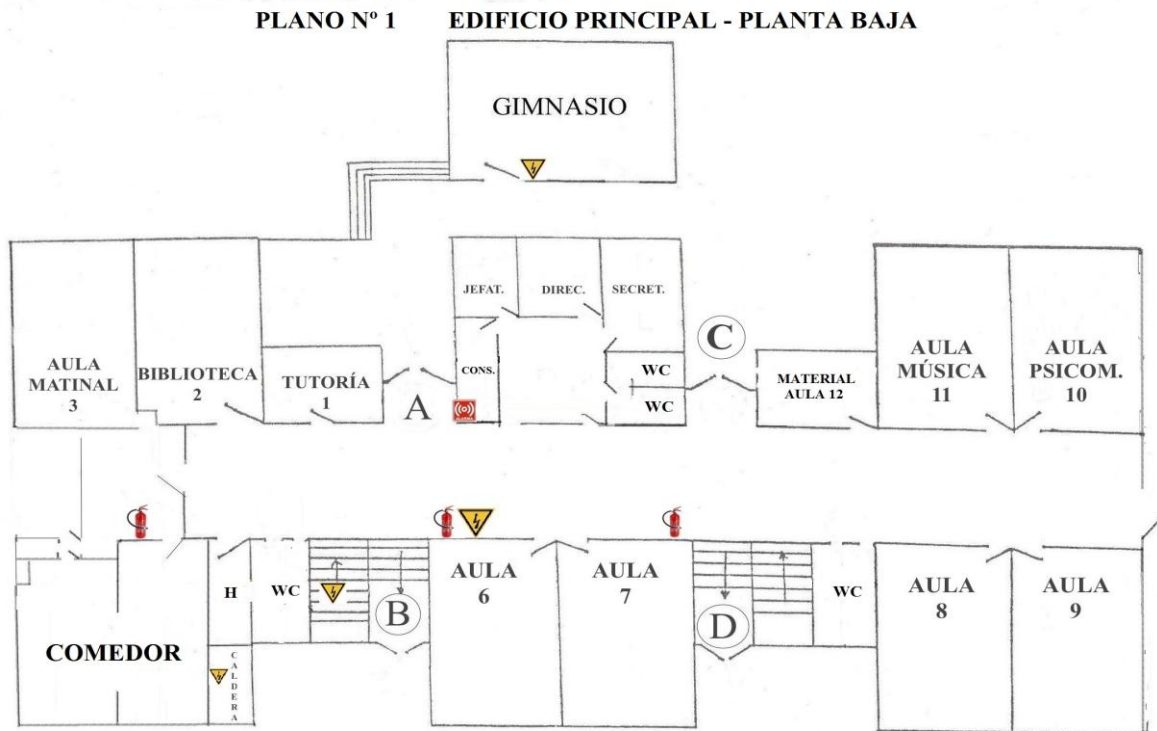 PLANO Nº 1 EDIFICIO PRINCIPAL - PLANTA BAJA
GIMNASIO
JEFAT.
DIREC.
SECRET.
AULA
MATINAL
3
BIBLIOTECA
2
TUTORÍA
1
A
CONS.
WC
WC
C
MATERIAL
AULA 12
AULA
MÚSICA
11
AULA
PSICOM.
10
COMEDOR
H
CALDERA
WC
B
AULA
6
AULA
7
D
WC
AULA
8
AULA
9